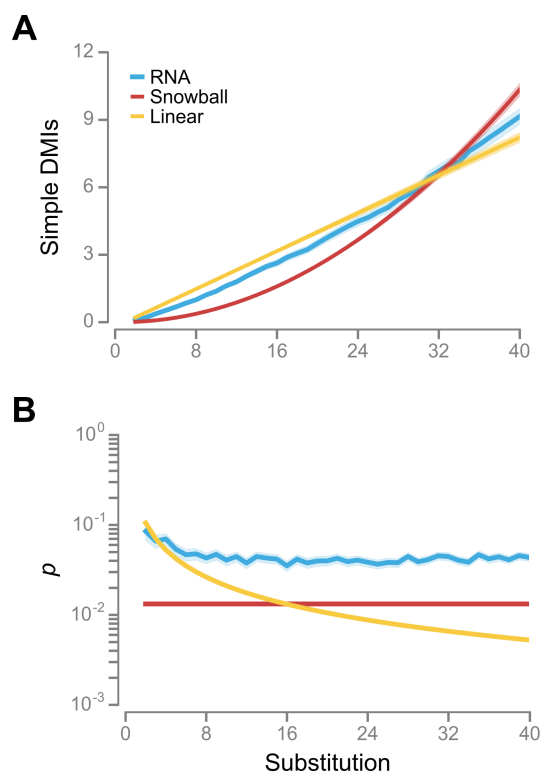 A
12
9
6
3
0
Simple DMIs
RNA
Snowball
Linear
0 8 16 24 32 40
B
10^0
10^-1
10^-2
10^-3
p
0 8 16 24 32 40
Substitution